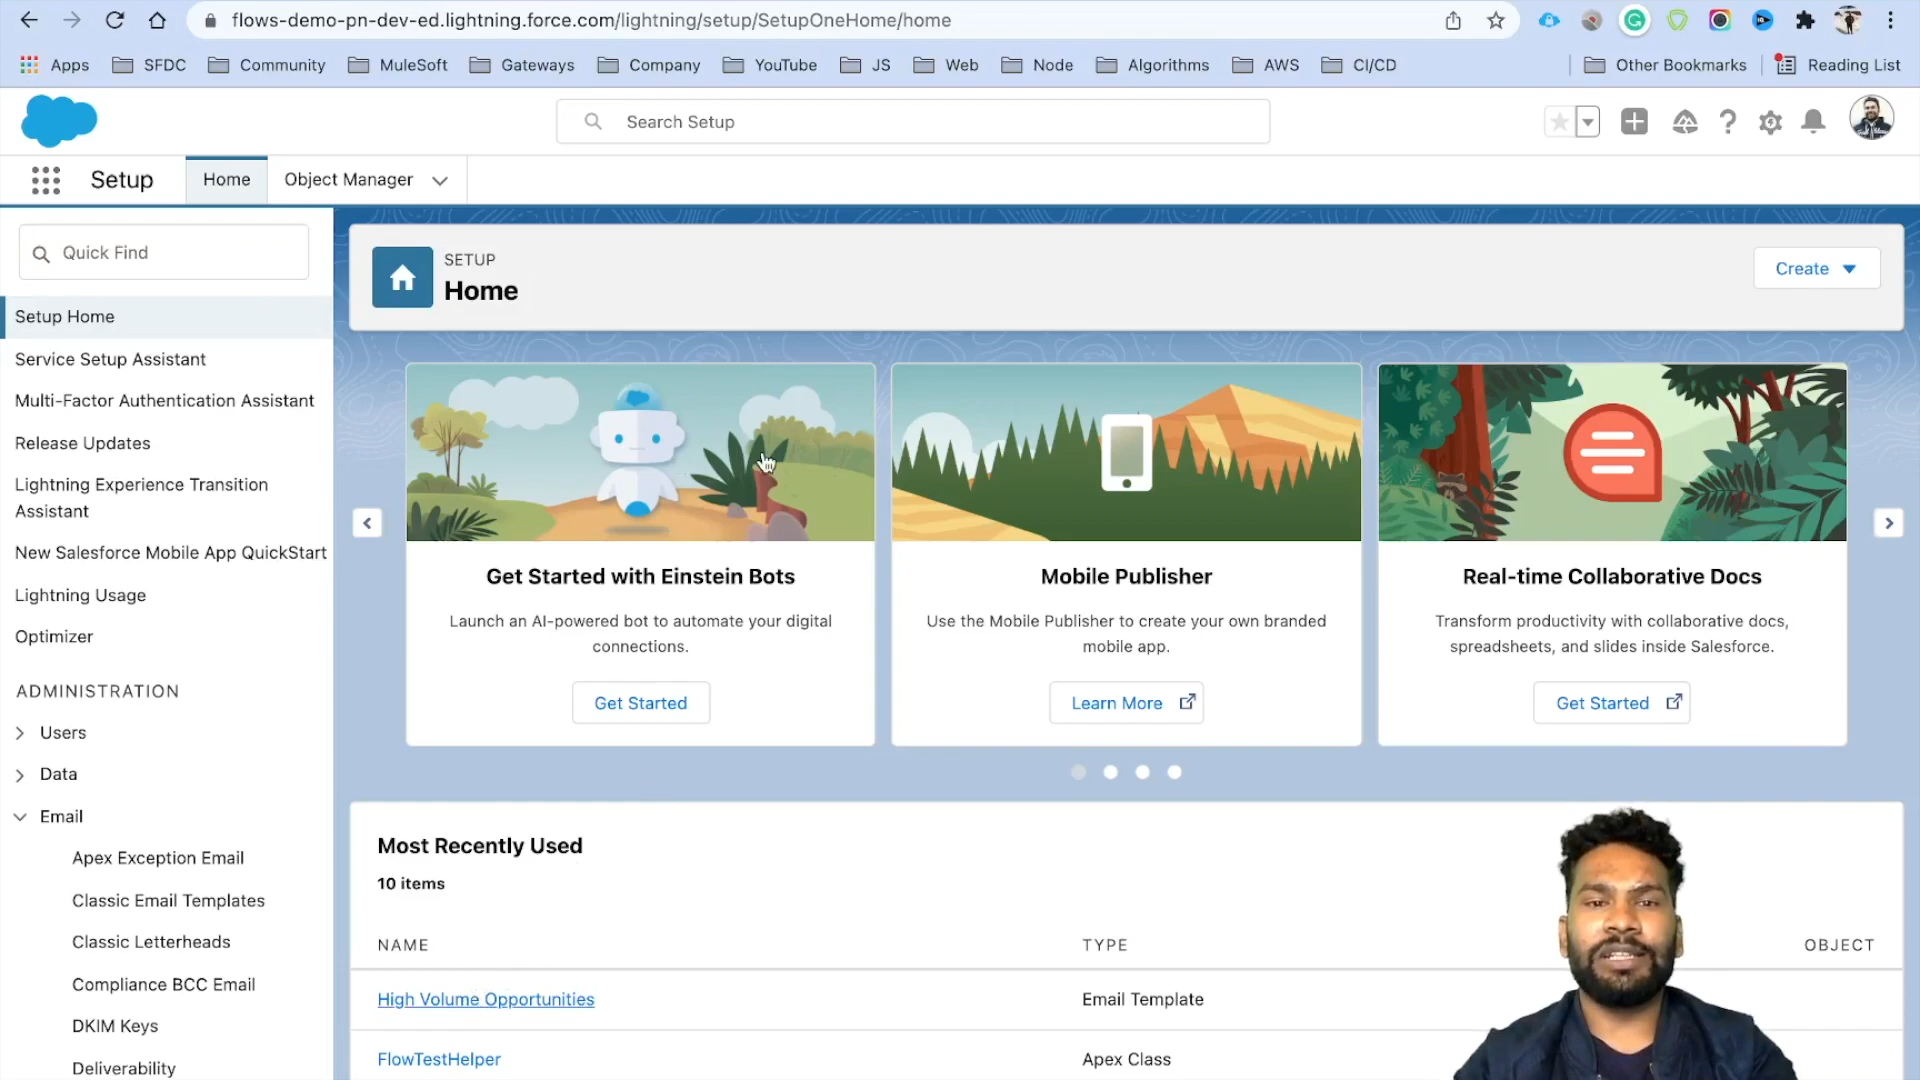 flows-demo-pn-dev-ed.lightning.force.com/lightning/setup/SetupOneHome/home
Apps SFDC Community MuleSoft Gateways Company YouTube JS Web Node Algorithms AWS CI/CD Other Bookmarks Reading List
Search Setup
Setup Home Object Manager
Quick Find
Setup Home
Service Setup Assistant
Multi-Factor Authentication Assistant
Release Updates
Lightning Experience Transition
Assistant
New Salesforce Mobile App QuickStart
Lightning Usage
Optimizer
ADMINISTRATION
Users
Data
Email
Apex Exception Email
Classic Email Templates
Classic Letterheads
Compliance BCC Email
DKIM Keys
Deliverability
SETUP
Home
Create
Get Started with Einstein Bots
Launch an AI-powered bot to automate your digital
connections.
Get Started
Mobile Publisher
Use the Mobile Publisher to create your own branded
mobile app.
Learn More
Real-time Collaborative Docs
Transform productivity with collaborative docs,
spreadsheets, and slides inside Salesforce.
Get Started
Most Recently Used
10 items
NAME TYPE OBJECT
High Volume Opportunities Email Template
FlowTestHelper Apex Class